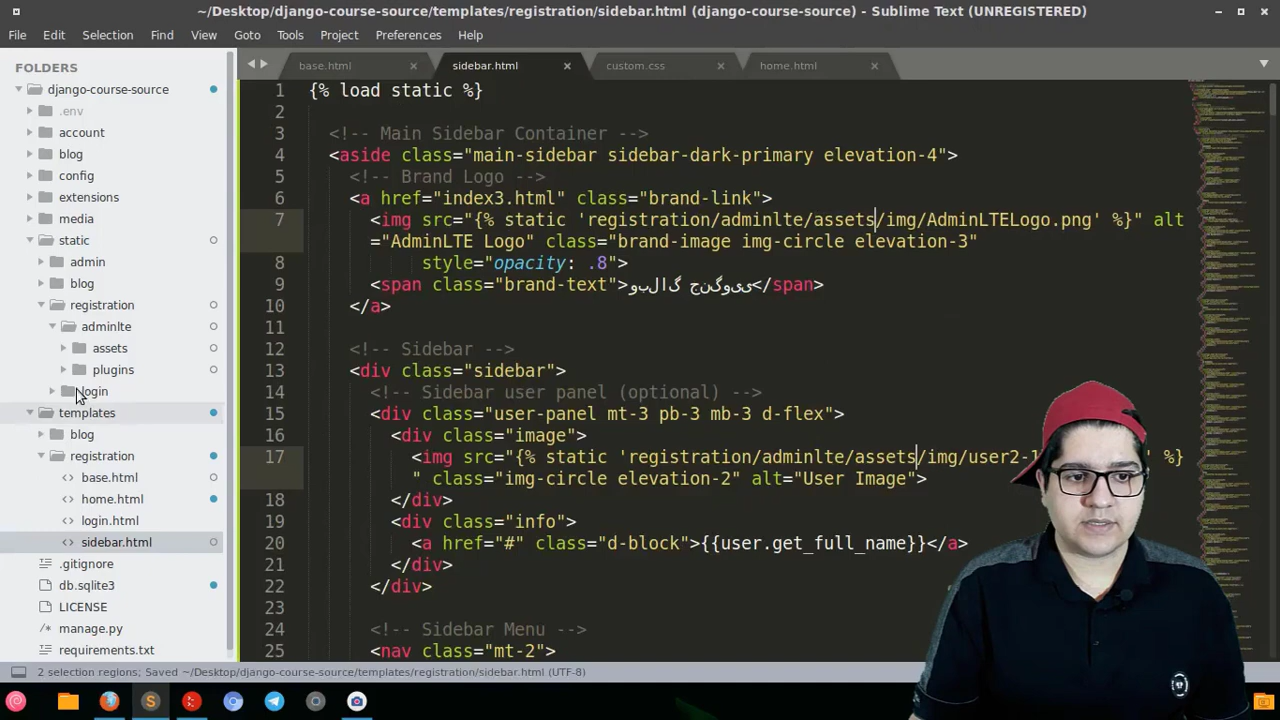 ~/Desktop/django-course-source/templates/registration/sidebar.html (django-course-source) - Sublime Text (UNREGISTERED)
File Edit Selection Find View Goto Tools Project Preferences Help
FOLDERS
django-course-source
.env
account
blog
config
extensions
media
static
admin
blog
registration
adminlte
assets
plugins
login
templates
blog
registration
base.html
home.html
login.html
sidebar.html
.gitignore
db.sqlite3
LICENSE
manage.py
requirements.txt
base.html sidebar.html custom.css home.html
1 {% load static %}
2
3 <!-- Main Sidebar Container -->
4 <aside class="main-sidebar sidebar-dark-primary elevation-4">
5 <!-- Brand Logo -->
6 <a href="index3.html" class="brand-link">
7 <img src="{% static 'registration/adminlte/assets/img/AdminLTELogo.png' %}" alt
="AdminLTE Logo" class="brand-image img-circle elevation-3"
8 style="opacity: .8">
9 <span class="brand-text">وبلاگ جنگویی</span>
10 </a>
11
12 <!-- Sidebar -->
13 <div class="sidebar">
14 <!-- Sidebar user panel (optional) -->
15 <div class="user-panel mt-3 pb-3 mb-3 d-flex">
16 <div class="image">
17 <img src="{% static 'registration/adminlte/assets/img/user2-1 ' %}
" class="img-circle elevation-2" alt="User Image">
18 </div>
19 <div class="info">
20 <a href="#" class="d-block">{{user.get_full_name}}</a>
21 </div>
22 </div>
23
24 <!-- Sidebar Menu -->
25 <nav class="mt-2">
2 selection regions; Saved ~/Desktop/django-course-source/templates/registration/sidebar.html (UTF-8)